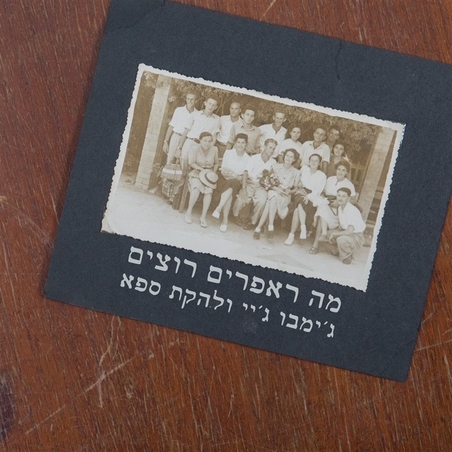 מה ראפרים רוצים
ג׳ימבו ג׳יי ולהקת ספא